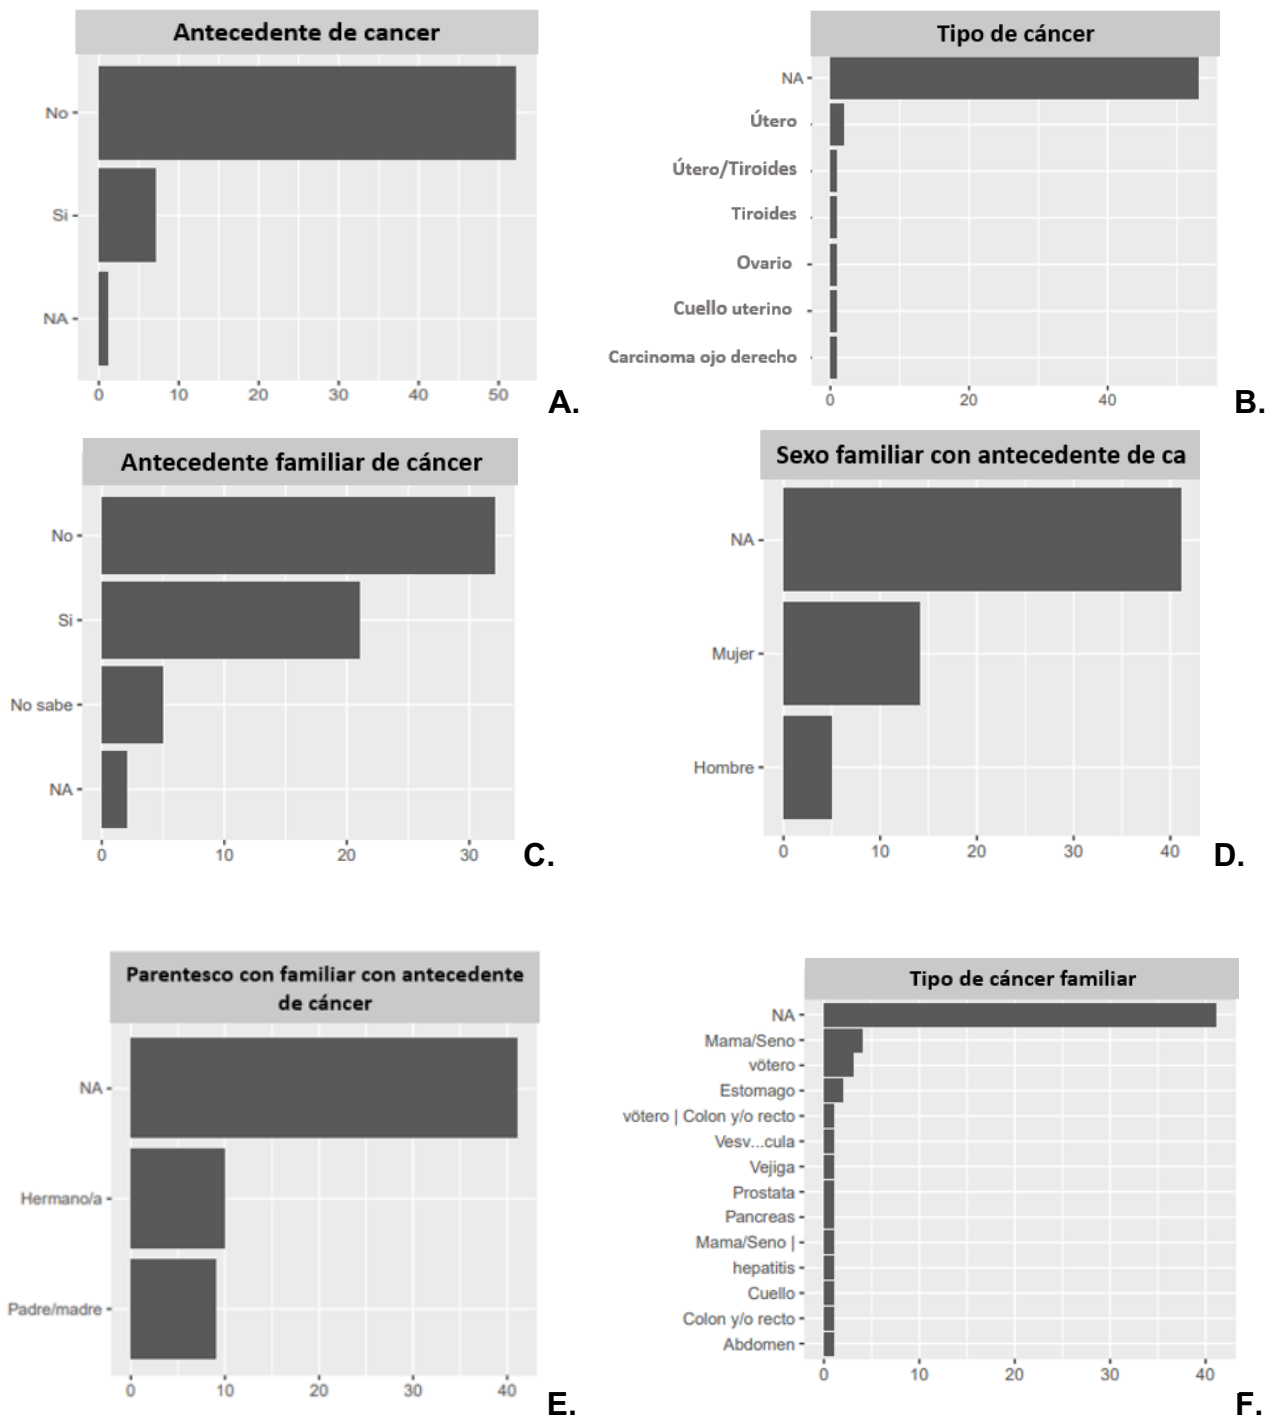 Antecedente de cancer
No
Si
NA
0 10 20 30 40 50
A.
Tipo de cáncer
NA
Útero
Útero/Tiroides
Tiroides
Ovario
Cuello uterino
Carcinoma ojo derecho
0 20 40
B.
Antecedente familiar de cáncer
No
Si
No sabe
NA
0 10 20 30
C.
Sexo familiar con antecedente de ca
NA
Mujer
Hombre
0 10 20 30 40
D.
Parentesco con familiar con antecedente
de cáncer
NA
Hermano/a
Padre/madre
0 10 20 30 40
E.
Tipo de cáncer familiar
NA
Mama/Seno
vötero
Estomago
vötero | Colon y/o recto
Vesv...cula
Vejiga
Prostata
Pancreas
Mama/Seno |
hepatitis
Cuello
Colon y/o recto
Abdomen
0 10 20 30 40
F.